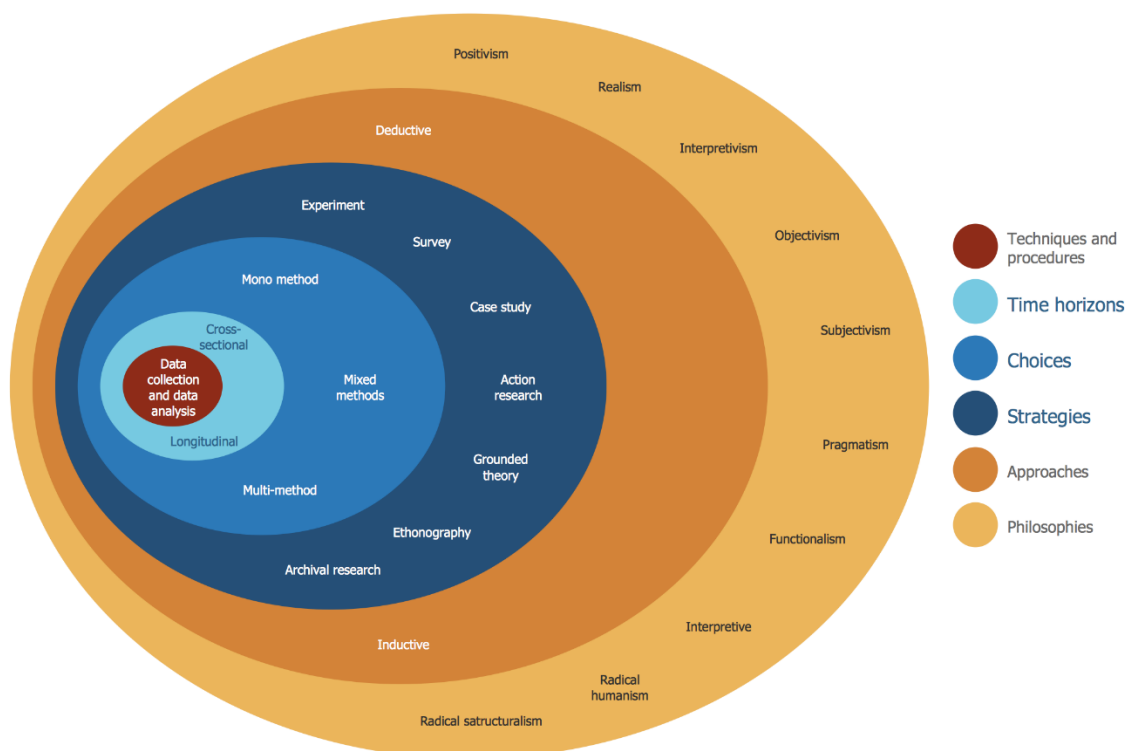 Positivism
Realism
Interpretivism
Objectivism
Subjectivism
Pragmatism
Functionalism
Interpretive
Radical
humanism
Radical satructuralism
Deductive
Inductive
Experiment
Survey
Case study
Action
research
Grounded
theory
Ethonography
Archival research
Mono method
Mixed
methods
Multi-method
Cross-
sectional
Longitudinal
Data
collection
and data
analysis
Techniques and
procedures
Time horizons
Choices
Strategies
Approaches
Philosophies